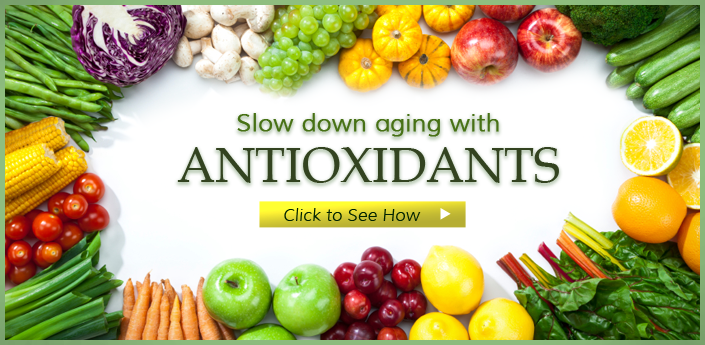 Slow down aging with
ANTIOXIDANTS
Click to See How